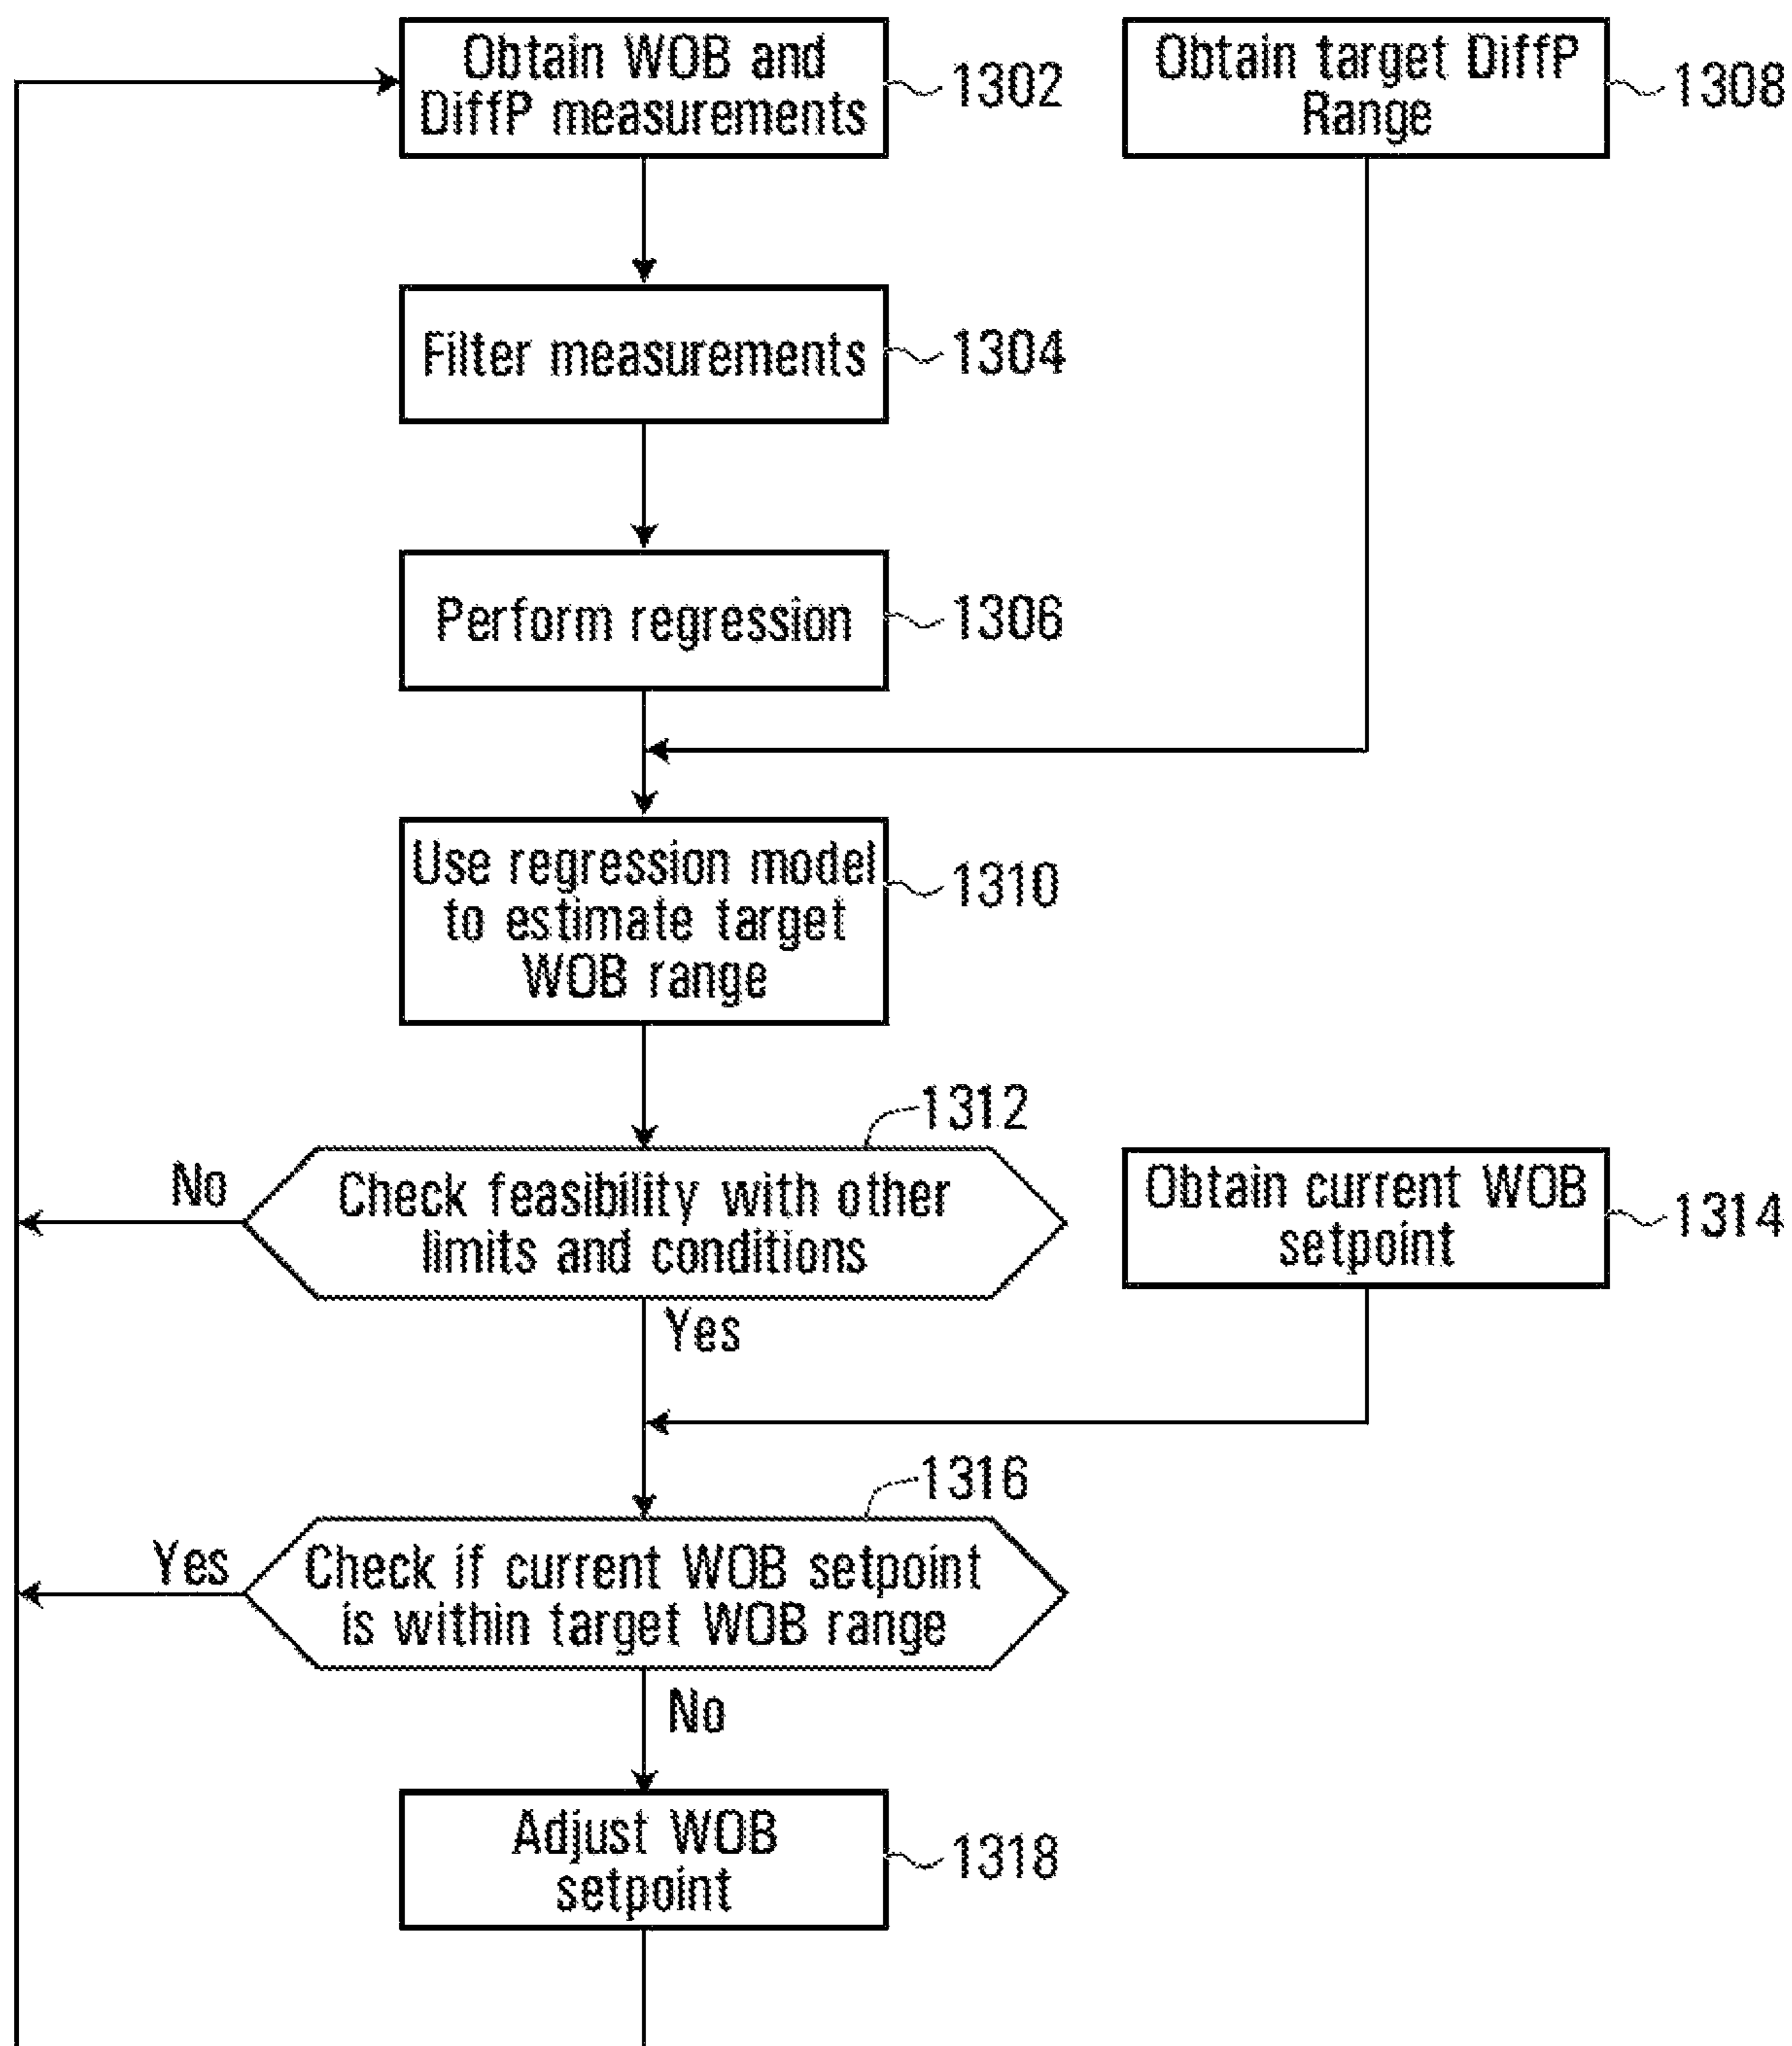 Obtain WOB and
DiffP measurements
1302
Obtain target DiffP
Range
1308
Filter measurements
1304
Perform regression
1306
Use regression model
to estimate target
WOB range
1310
1312
No
Check feasibility with other
limits and conditions
Yes
Obtain current WOB
setpoint
1314
1316
Yes
Check if current WOB setpoint
is within target WOB range
No
Adjust WOB
setpoint
1318